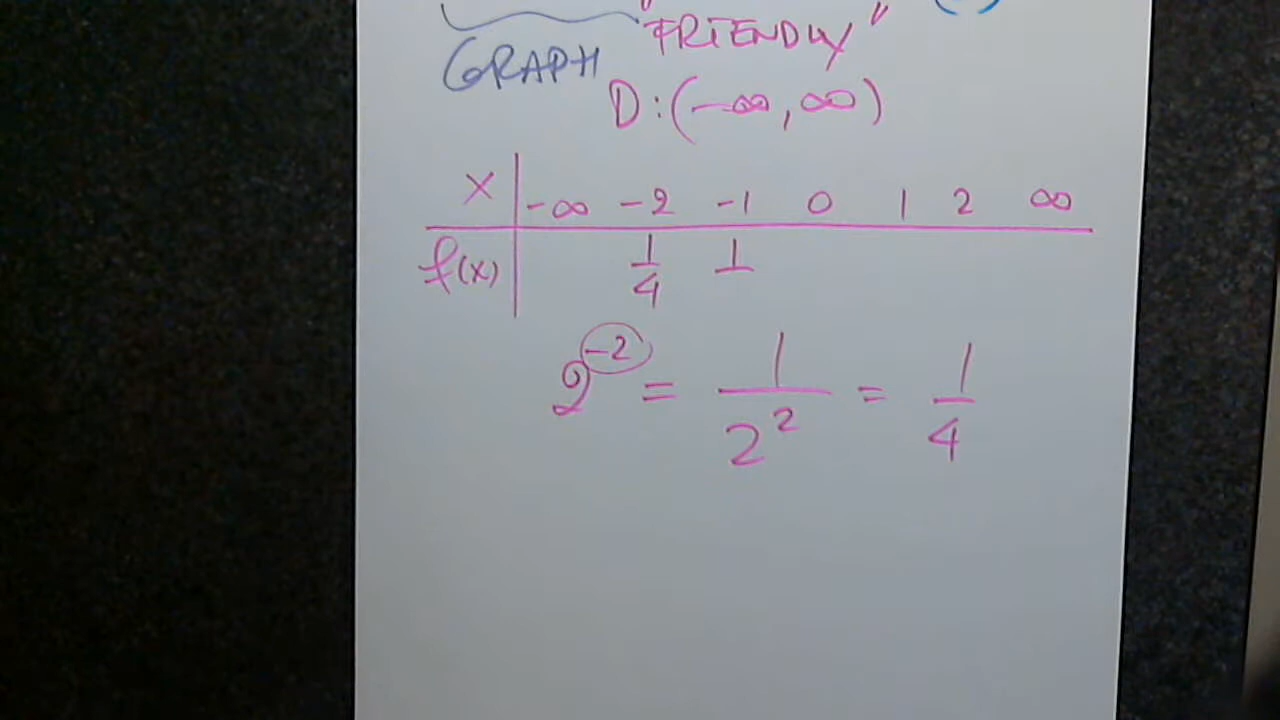 "FRIENDLY"
GRAPH
D: (-∞, ∞)
x | -∞ -2 -1 0 1 2 ∞
f(x) | 1/4 1
2^-2 = 1/2^2 = 1/4